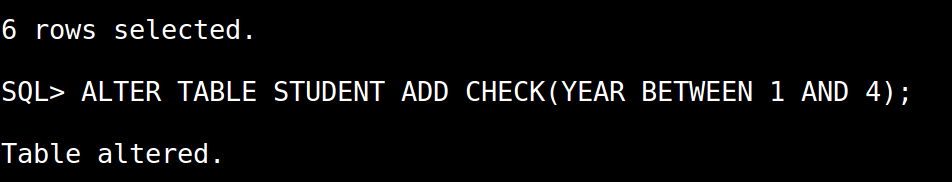 6 rows selected.
SQL> ALTER TABLE STUDENT ADD CHECK(YEAR BETWEEN 1 AND 4);
Table altered.